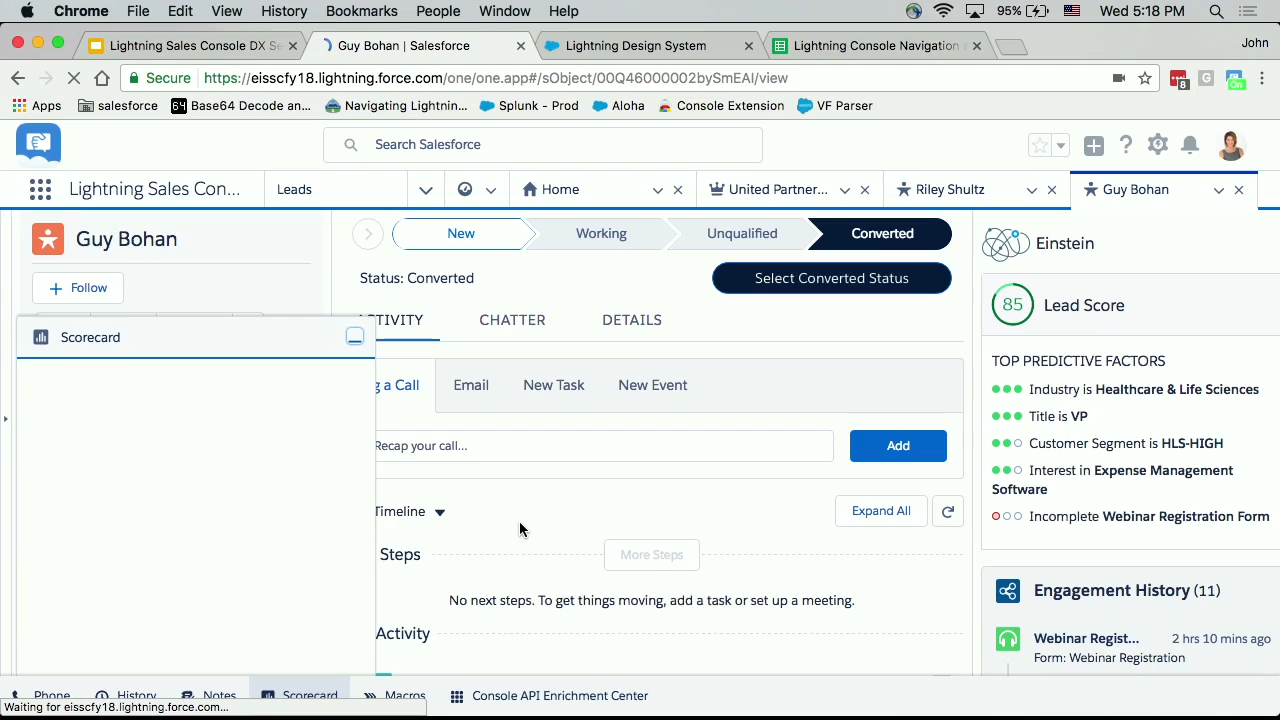 Chrome File Edit View History Bookmarks People Window Help 95% Wed 5:18 PM
Lightning Sales Console DX Se Guy Bohan | Salesforce Lightning Design System Lightning Console Navigation John
Secure https://eisscfy18.lightning.force.com/one/one.app#/sObject/00Q46000002bySmEAI/view 8 G On
Apps salesforce 64 Base64 Decode an... Navigating Lightnin... Splunk - Prod Aloha Console Extension VF Parser
Search Salesforce
Lightning Sales Con... Leads Home United Partner... Riley Shultz Guy Bohan
Guy Bohan New Working Unqualified Converted Einstein
Follow Status: Converted Select Converted Status
85 Lead Score
ACTIVITY CHATTER DETAILS
Scorecard
TOP PREDICTIVE FACTORS
g a Call Email New Task New Event
Industry is Healthcare & Life Sciences
Title is VP
Recap your call... Add
Customer Segment is HLS-HIGH
Interest in Expense Management
Software
Timeline Expand All
Incomplete Webinar Registration Form
Steps More Steps
Engagement History (11)
No next steps. To get things moving, add a task or set up a meeting.
Activity
Webinar Regist... 2 hrs 10 mins ago
Form: Webinar Registration
Phone History Notes Scorecard Macros Console API Enrichment Center
Waiting for eisscfy18.lightning.force.com...